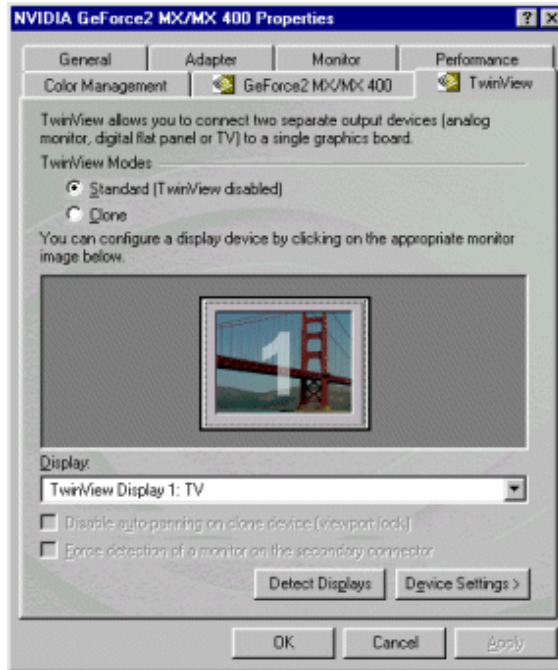 NVIDIA GeForce2 MX/MX 400 Properties
General Adapter Monitor Performance
Color Management GeForce2 MX/MX 400 TwinView
TwinView allows you to connect two separate output devices (analog
monitor, digital flat panel or TV) to a single graphics board.
TwinView Modes
Standard (TwinView disabled)
Clone
You can configure a display device by clicking on the appropriate monitor
image below.
1
Display:
TwinView Display 1: TV
Disable auto-panning on clone device (viewport lock)
Force detection of a monitor on the secondary connector
Detect Displays Device Settings >
OK Cancel Apply